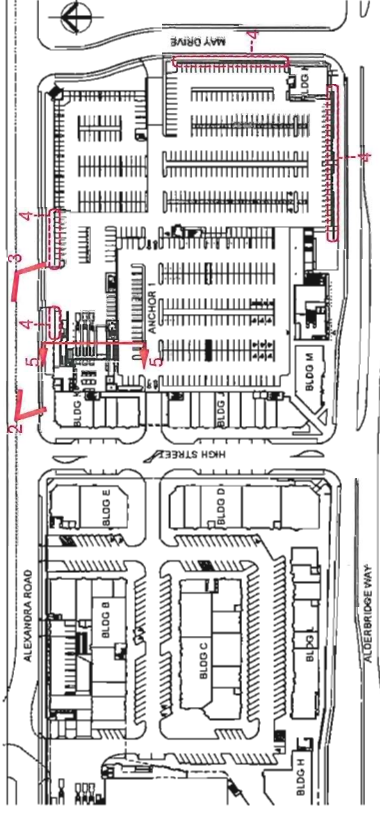 MAY DRIVE
4
BLDG N
4
4
3
4
ANCHOR 1
5
5
BLDG K
BLDG J
BLDG M
2
HIGH STREET
BLDG E
BLDG D
ALEXANDRA ROAD
BLDG B
BLDG C
BLDG L
ALDERBRIDGE WAY
BLDG H